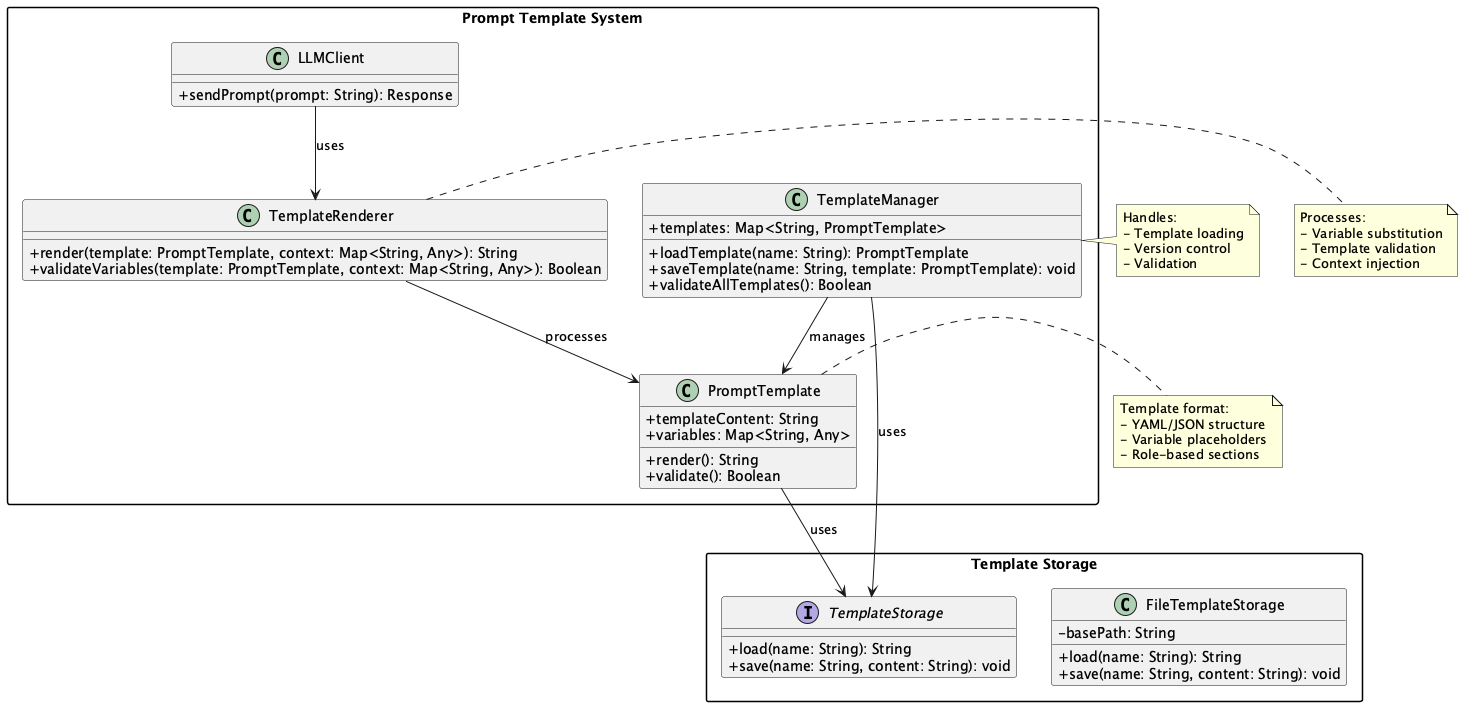 Prompt Template System
C LLMClient
+sendPrompt(prompt: String): Response
uses
C TemplateRenderer
+render(template: PromptTemplate, context: Map<String, Any>): String
+validateVariables(template: PromptTemplate, context: Map<String, Any>): Boolean
C TemplateManager
+templates: Map<String, PromptTemplate>
+loadTemplate(name: String): PromptTemplate
+saveTemplate(name: String, template: PromptTemplate): void
+validateAllTemplates(): Boolean
Handles:
- Template loading
- Version control
- Validation
Processes:
- Variable substitution
- Template validation
- Context injection
processes
manages
C PromptTemplate
+templateContent: String
+variables: Map<String, Any>
+render(): String
+validate(): Boolean
uses
Template format:
- YAML/JSON structure
- Variable placeholders
- Role-based sections
uses
Template Storage
I TemplateStorage
+load(name: String): String
+save(name: String, content: String): void
C FileTemplateStorage
-basePath: String
+load(name: String): String
+save(name: String, content: String): void